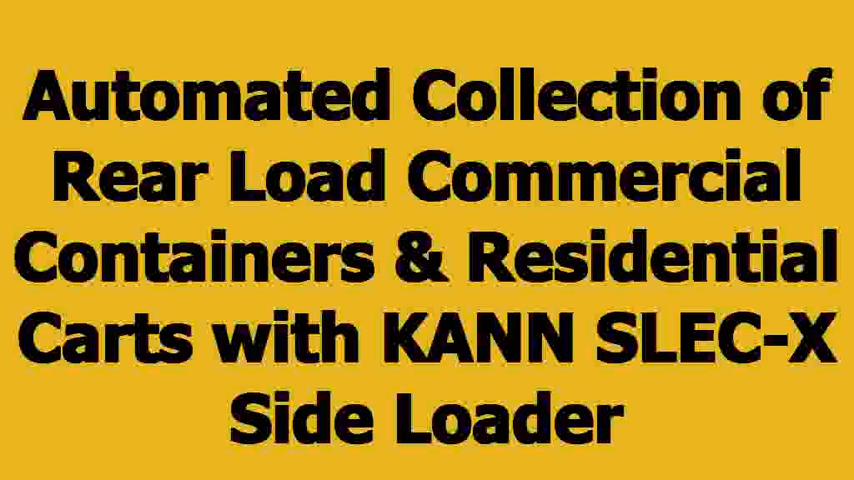 Automated Collection of
Rear Load Commercial
Containers & Residential
Carts with KANN SLEC-X
Side Loader